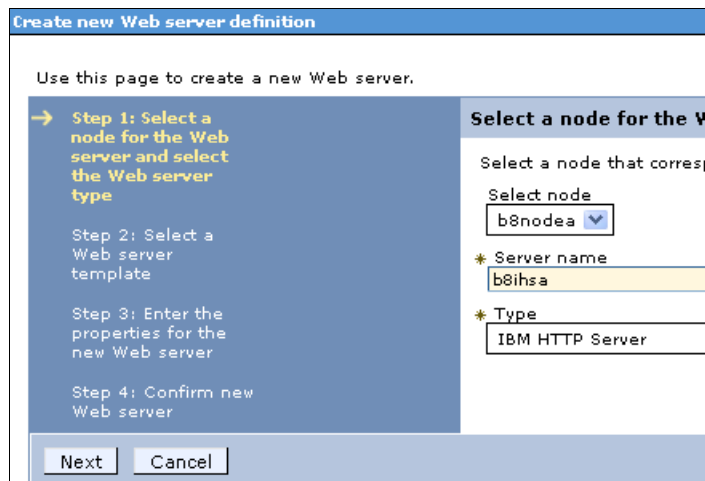 Create new Web server definition
Use this page to create a new Web server.
Step 1: Select a
node for the Web
server and select
the Web server
type
Step 2: Select a
Web server
template
Step 3: Enter the
properties for the
new Web server
Step 4: Confirm new
Web server
Select a node for the
Select a node that corresp
Select node
b8nodea
* Server name
b8ihsa
* Type
IBM HTTP Server
Next Cancel